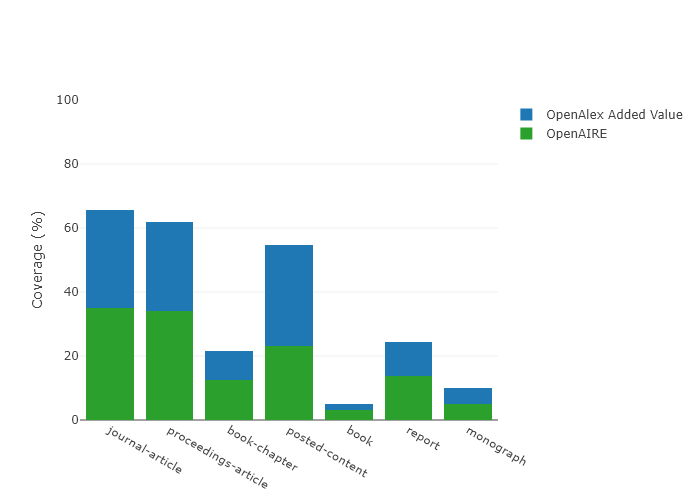 100
80
60
40
20
0
Coverage (%)
journal-article
proceedings-article
book-chapter
posted-content
book
report
monograph
OpenAlex Added Value
OpenAIRE